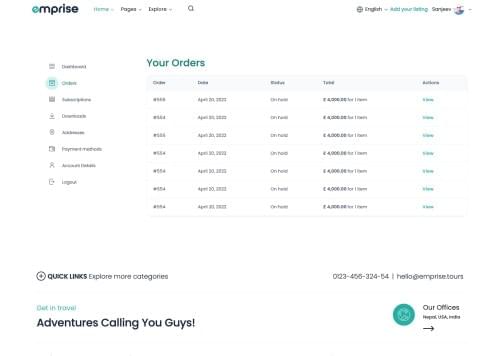 emprise
Home Pages Explore
English Add your listing Sanjeev
Dashboard
Orders
Subscriptions
Downloads
Addresses
Payment methods
Account Details
Logout
Your Orders
Order Date Status Total Actions
#556 April 20, 2022 On hold £ 4,000.00 for 1 item View
#554 April 20, 2022 On hold £ 4,000.00 for 1 item View
#555 April 20, 2022 On hold £ 4,000.00 for 1 item View
#554 April 20, 2022 On hold £ 4,000.00 for 1 item View
#554 April 20, 2022 On hold £ 4,000.00 for 1 item View
#554 April 20, 2022 On hold £ 4,000.00 for 1 item View
#554 April 20, 2022 On hold £ 4,000.00 for 1 item View
QUICK LINKS Explore more categories
0123-456-324-54 | hello@emprise.tours
Get in travel
Adventures Calling You Guys!
Our Offices
Nepal, USA, India